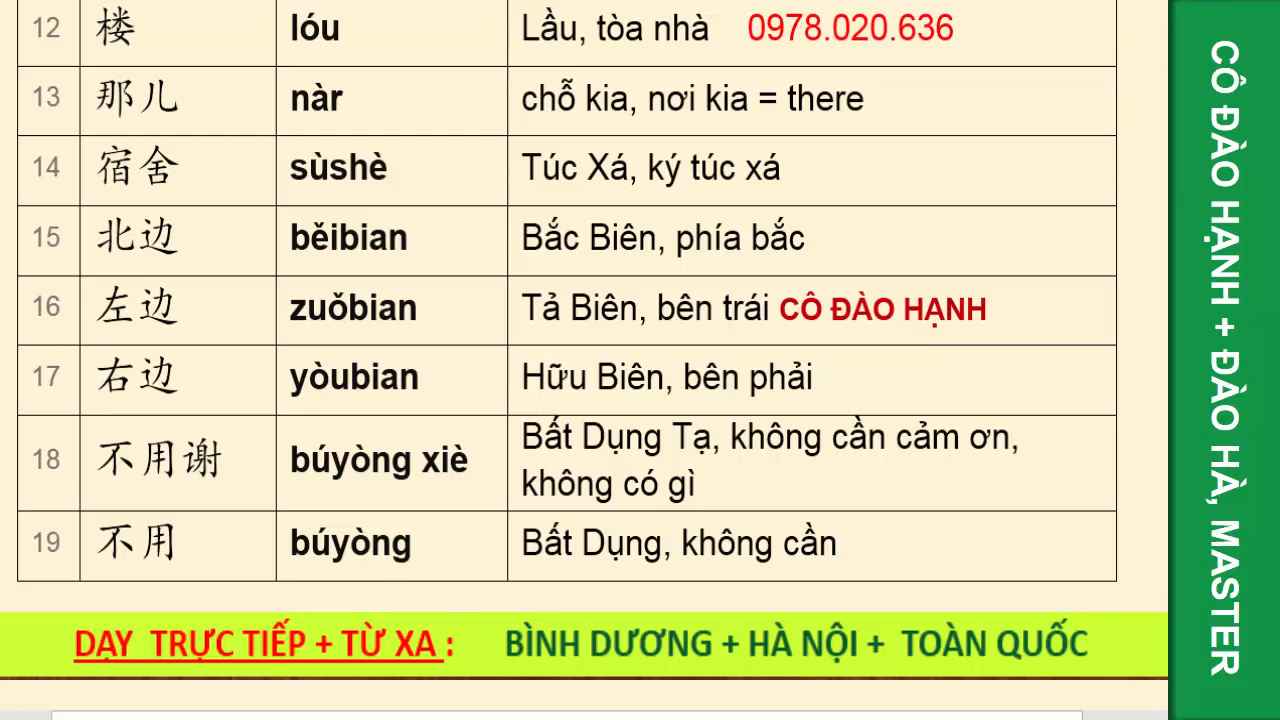 12 楼 lóu Lầu, tòa nhà 0978.020.636
13 那儿 nàr chỗ kia, nơi kia = there
14 宿舍 sùshè Túc Xá, ký túc xá
15 北边 běibian Bắc Biên, phía bắc
16 左边 zuǒbian Tả Biên, bên trái CÔ ĐÀO HẠNH
17 右边 yòubian Hữu Biên, bên phải
18 不用谢 búyòng xiè Bất Dụng Tạ, không cần cảm ơn,
không có gì
19 不用 búyòng Bất Dụng, không cần
DẠY TRỰC TIẾP + TỪ XA : BÌNH DƯƠNG + HÀ NỘI + TOÀN QUỐC
CÔ ĐÀO HẠNH + ĐÀO HÀ, MASTER